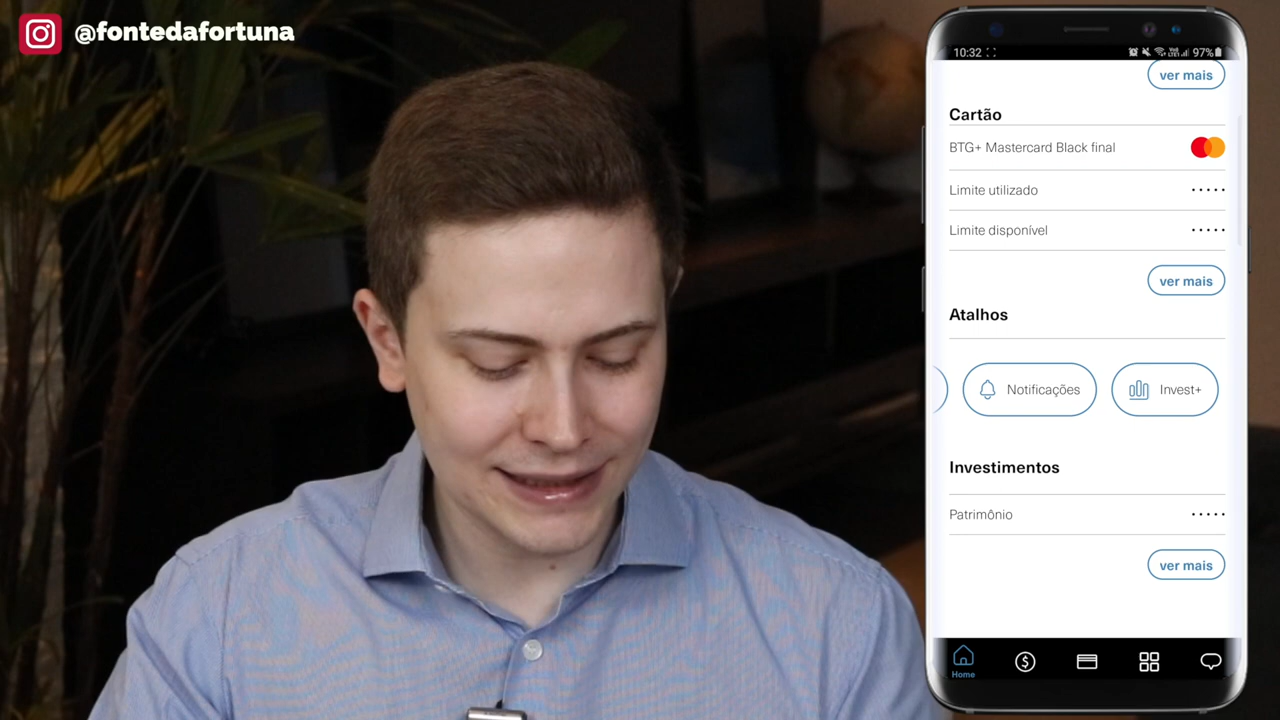 @fontedafortuna
10:32
97%
ver mais
Cartão
BTG+ Mastercard Black final
Limite utilizado
Limite disponível
ver mais
Atalhos
Notificações
Invest+
Investimentos
Patrimônio
ver mais
Home